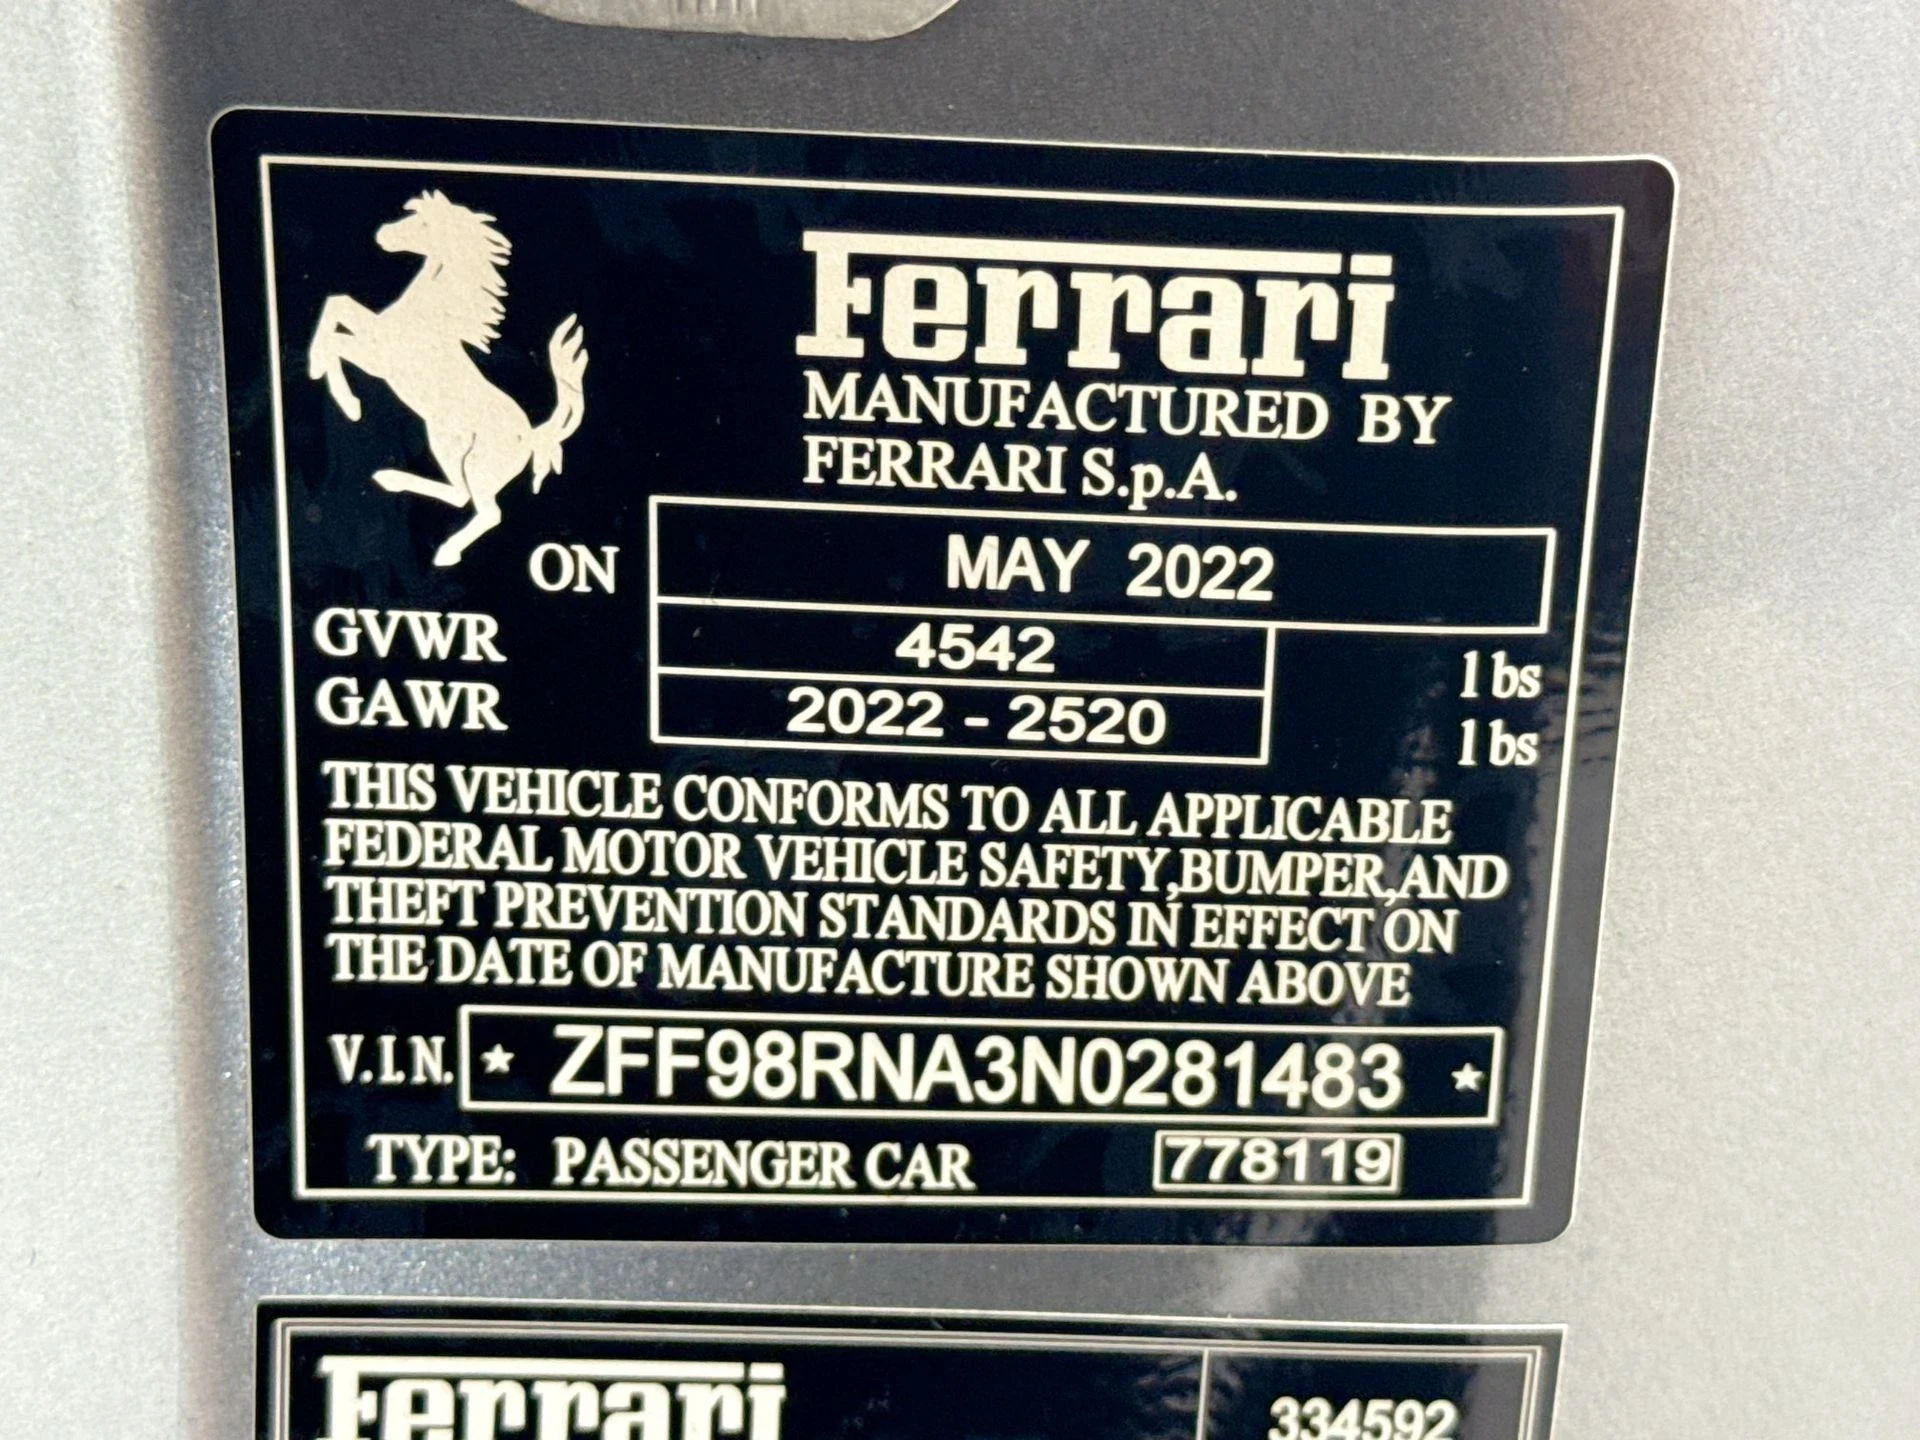 Ferrari
MANUFACTURED BY
FERRARI S.p.A.
ON MAY 2022
GVWR 4542 lbs
GAWR 2022 - 2520 lbs
THIS VEHICLE CONFORMS TO ALL APPLICABLE
FEDERAL MOTOR VEHICLE SAFETY, BUMPER, AND
THEFT PREVENTION STANDARDS IN EFFECT ON
THE DATE OF MANUFACTURE SHOWN ABOVE
V.I.N. ★ ZFF98RNA3N0281483 ★
TYPE: PASSENGER CAR 778119
Ferrari 334592